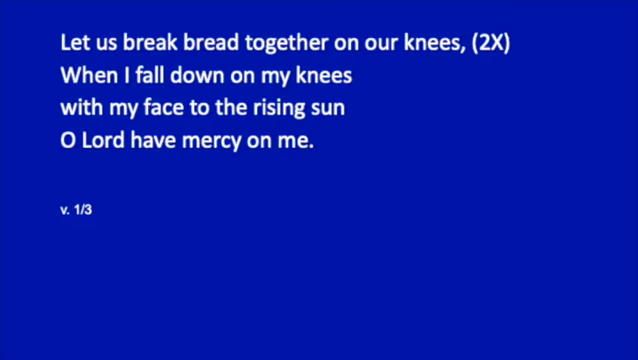 Let us break bread together on our knees, (2X)
When I fall down on my knees
with my face to the rising sun
O Lord have mercy on me.
v. 1/3